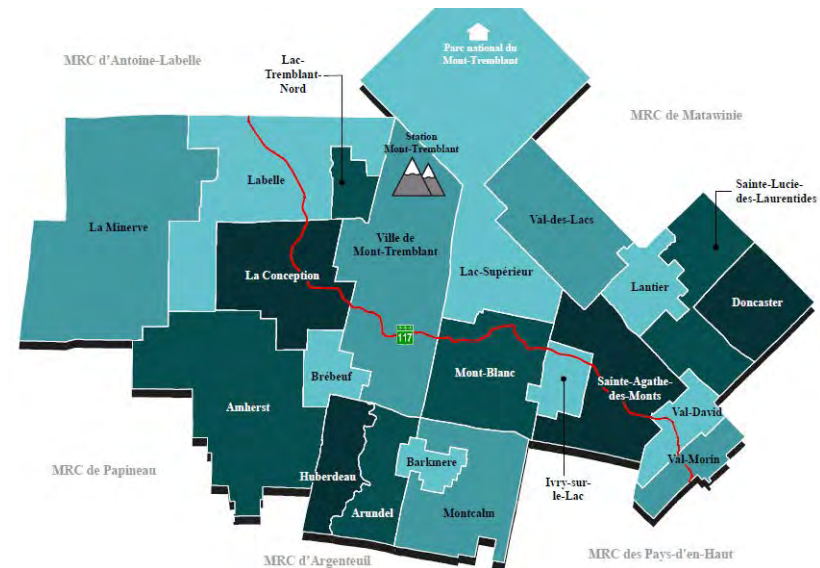 Parc national du
Mont-Tremblant
MRC d'Antoine-Labelle
Lac-
Tremblant-
Nord
MRC de Matawinie
Station
Mont-Tremblant
Labelle
Sainte-Lucie-
des-Laurentides
La Minerve
Val-des-Lacs
Ville de
Mont-Tremblant
La Conception
Lac-Supérieur
Lantier
Doncaster
117
Brébeuf
Mont-Blanc
Sainte-Agathe-
des-Monts
Amherst
Val-David
Barkmere
Val-Morin
MRC de Papineau
Huberdeau
Ivry-sur-
le-Lac
Arundel
Montcalm
MRC d'Argenteuil
MRC des Pays-d'en-Haut